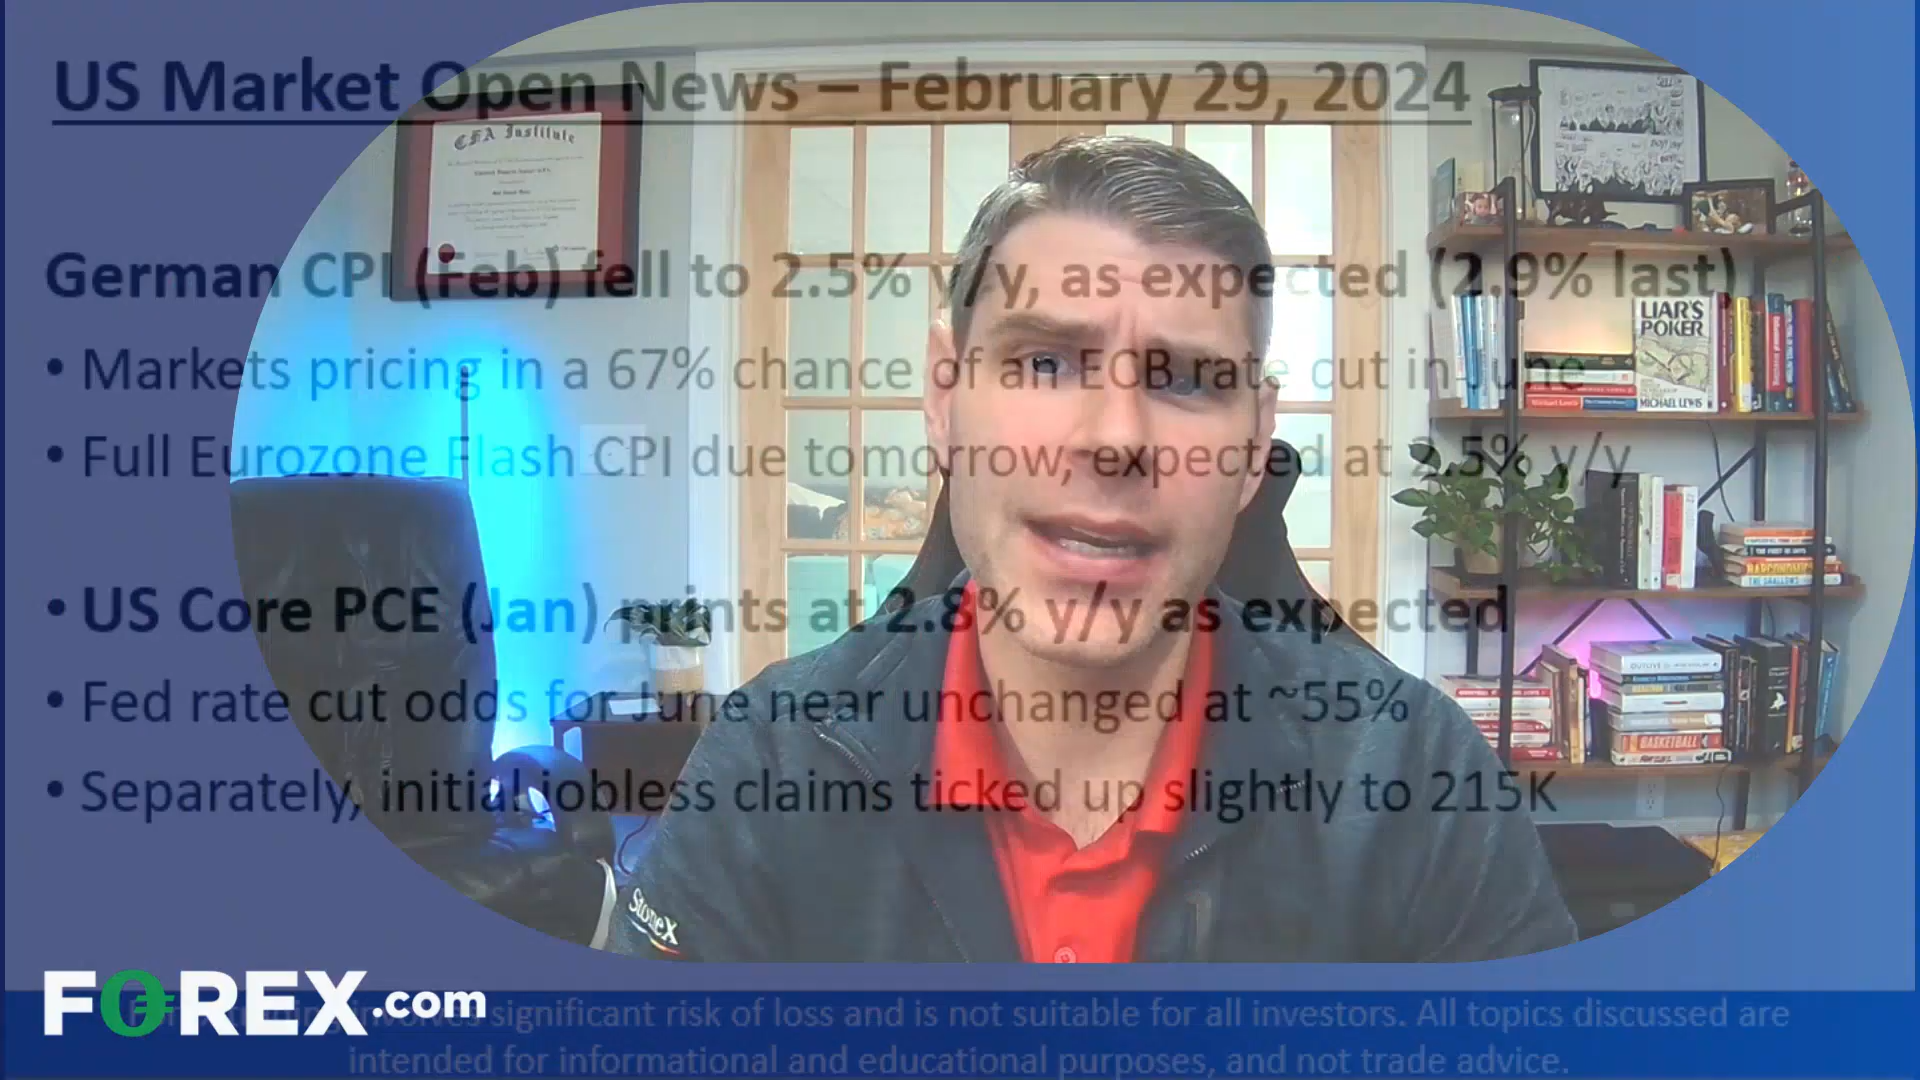 US Market Open News – February 29, 2024
CFA Institute
German CPI (Feb) fell to 2.5% y/y, as expected (2.9% last)
LIAR'S
POKER
• Markets pricing in a 67% chance of an ECB rate cut in June
MICHAEL LEWIS
• Full Eurozone Flash CPI due tomorrow, expected at 2.5% y/y
• US Core PCE (Jan) prints at 2.8% y/y as expected
OUTLIVE
• Fed rate cut odds for June near unchanged at ~55%
BASKETBALL
• Separately, initial jobless claims ticked up slightly to 215K
StoneX
FOREX.com
significant risk of loss and is not suitable for all investors. All topics discussed are
intended for informational and educational purposes, and not trade advice.